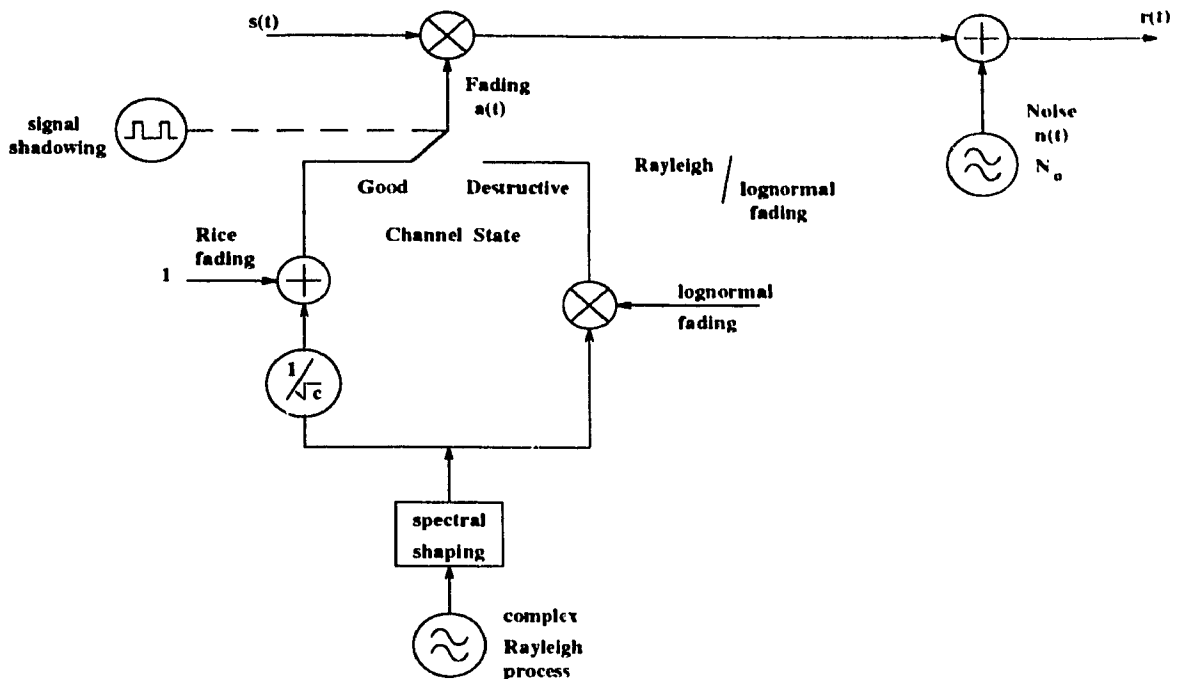 s(t)
r(t)
Fading
a(t)
signal
shadowing
Noise
n(t)
N_o
Good
Destructive
Rayleigh /
lognormal
fading
Channel State
Rice
fading
1
lognormal
fading
1/√c
spectral
shaping
complex
Rayleigh
process